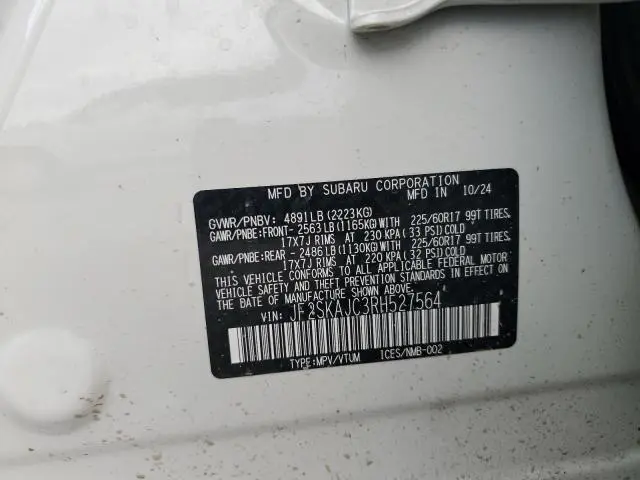 MFD BY SUBARU CORPORATION
MFD IN 10/24
GVWR/PNBV: 4891LB(2223KG)
GAWR/PNBE:FRONT- 2563LB(1165KG)WITH 225/60R17 99T TIRES
17X7J RIMS AT 230 KPA(33 PSI)COLD
GAWR/PNBE:REAR - 2486LB(1130KG)WITH 225/60R17 99T TIRES
17X7J RIMS AT 220 KPA(32 PSI)COLD
THIS VEHICLE CONFORMS TO ALL APPLICABLE FEDERAL MOTOR
VEHICLE SAFETY AND THEFT PREVENTION STANDARDS IN EFFECT
ON THE DATE OF MANUFACTURE SHOWN ABOVE.
VIN: JF2SKAJC3RH527564
TYPE:MPV/VTUM ICES/NMB-002